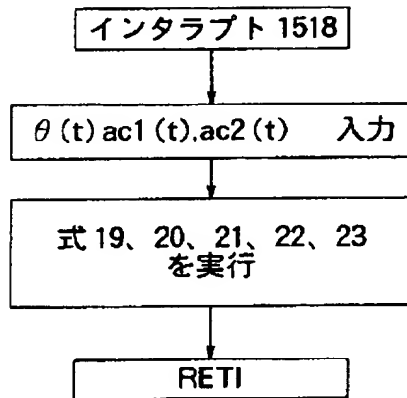 インタラプト 1518
θ(t) ac1(t).ac2(t) 入力
式 19、20、21、22、23
を実行
RETI